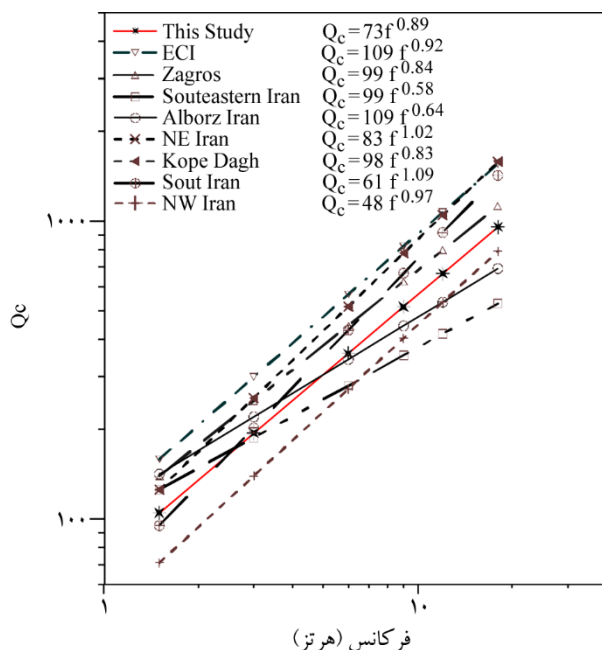 This Study Qc = 73f^0.89
ECI Qc = 109 f^0.92
Zagros Qc = 99 f^0.84
Souteastern Iran Qc = 99 f^0.58
Alborz Iran Qc = 109 f^0.64
NE Iran Qc = 83 f^1.02
Kope Dagh Qc = 98 f^0.83
Sout Iran Qc = 61 f^1.09
NW Iran Qc = 48 f^0.97
۱۰۰۰
Qc
۱۰۰
۱
۱۰
فرکانس (هرتز)